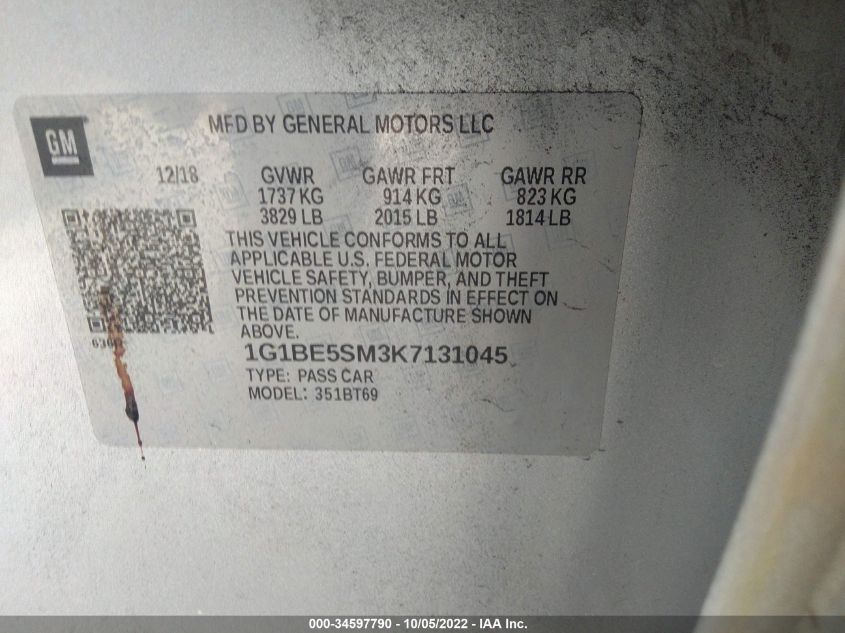 GM
MFD BY GENERAL MOTORS LLC
12/18 GVWR GAWR FRT GAWR RR
1737 KG 914 KG 823 KG
3829 LB 2015 LB 1814 LB
THIS VEHICLE CONFORMS TO ALL
APPLICABLE U.S. FEDERAL MOTOR
VEHICLE SAFETY, BUMPER, AND THEFT
PREVENTION STANDARDS IN EFFECT ON
THE DATE OF MANUFACTURE SHOWN
ABOVE.
1G1BE5SM3K7131045
TYPE: PASS CAR
MODEL: 351BT69
000-34597790 - 10/05/2022 - IAA Inc.